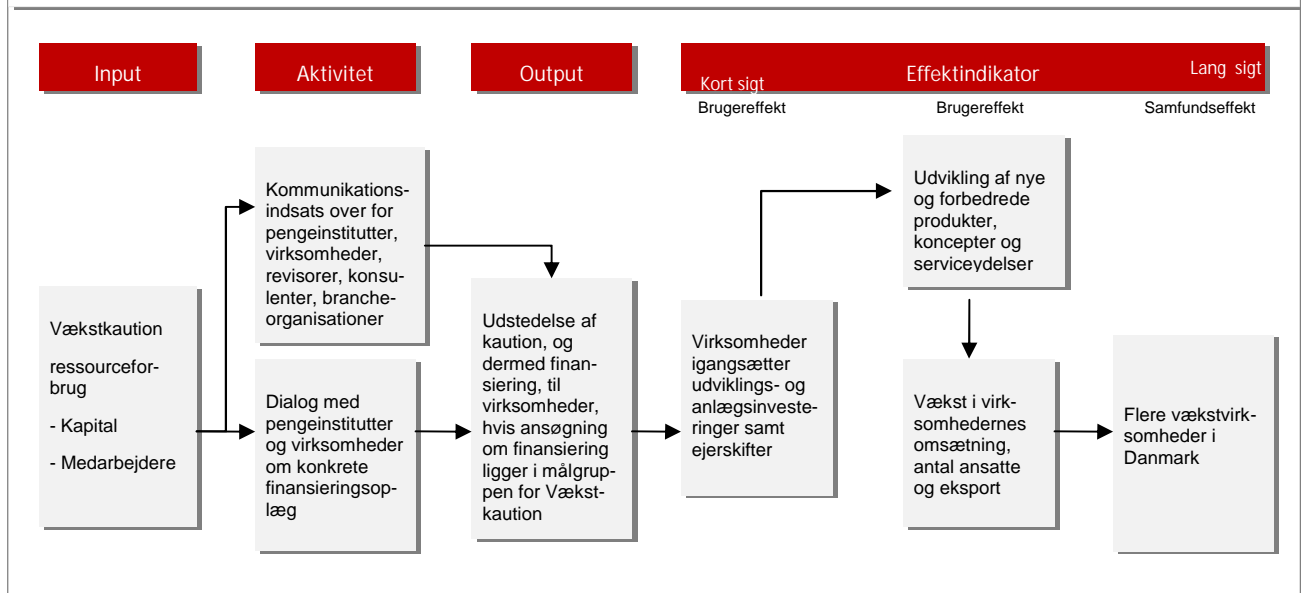 Input
Aktivitet
Output
Kort sigt
Effektindikator
Lang sigt
Brugereffekt
Brugereffekt
Samfundseffekt
Vækstkaution
ressourcefor-
brug
- Kapital
- Medarbejdere
Kommunikations-
indsats over for
pengeinstitutter,
virksomheder,
revisorer, konsu-
lenter, branche-
organisationer
Dialog med
pengeinstitutter
og virksomheder
om konkrete
finansieringsop-
læg
Udstedelse af
kaution, og
dermed finan-
siering, til
virksomheder,
hvis ansøgning
om finansiering
ligger i målgrup-
pen for Vækst-
kaution
Virksomheder
igangsætter
udviklings- og
anlægsinveste-
ringer samt
ejerskifter
Udvikling af nye
og forbedrede
produkter,
koncepter og
serviceydelser
Vækst i virk-
somhedernes
omsætning,
antal ansatte
og eksport
Flere vækstvirk-
somheder i
Danmark